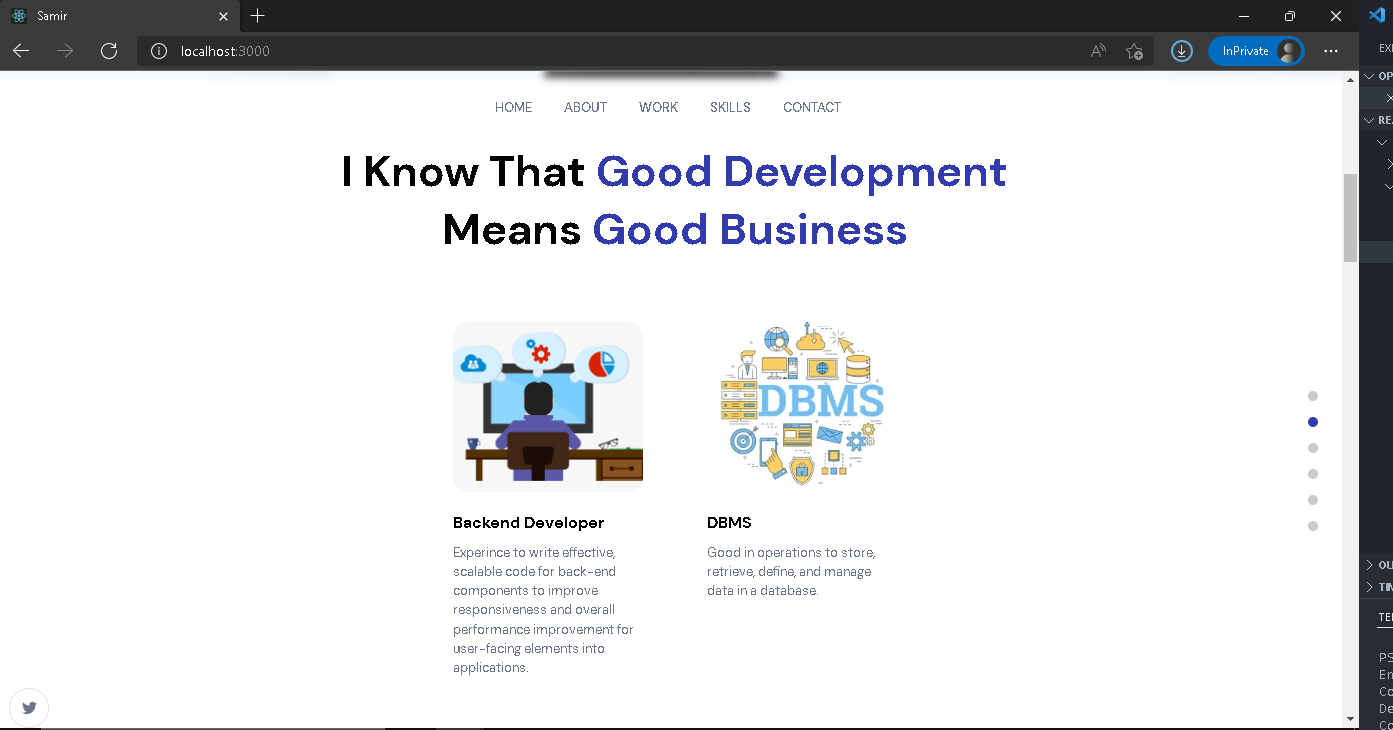 Samir
localhost:3000
InPrivate
HOME ABOUT WORK SKILLS CONTACT
I Know That Good Development
Means Good Business
DBMS
Backend Developer
Experince to write effective,
scalable code for back-end
components to improve
responsiveness and overall
performance improvement for
user-facing elements into
applications.
DBMS
Good in operations to store,
retrieve, define, and manage
data in a database.
EX
OP
RE
OU
TIM
TE
PS
En
Co
De
Co